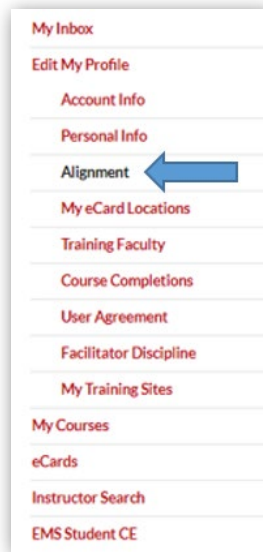 My Inbox
Edit My Profile
Account Info
Personal Info
Alignment
My eCard Locations
Training Faculty
Course Completions
User Agreement
Facilitator Discipline
My Training Sites
My Courses
eCards
Instructor Search
EMS Student CE